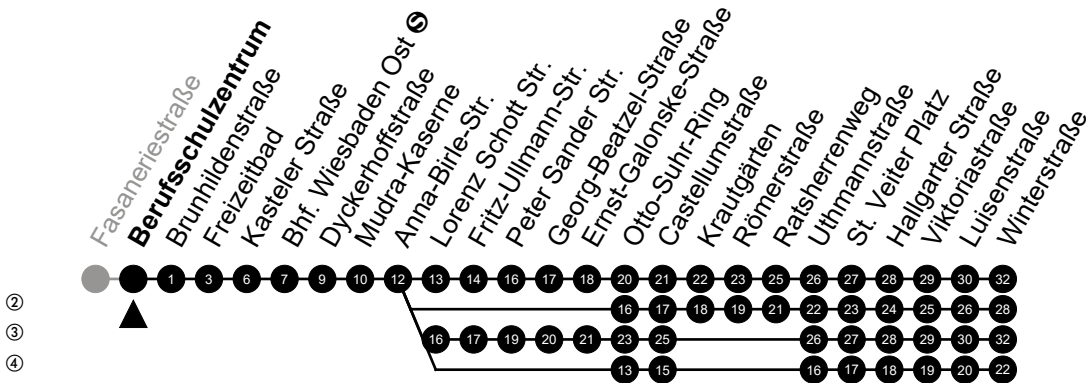 Fasaneriestraße
Berufsschulzentrum
Brunhildenstraße
Freizeitbad
Kasteler Straße
Bhf. Wiesbaden Ost S
Dyckerhoffstraße
Mudra-Kaserne
Anna-Birle-Str.
Lorenz Schott Str.
Fritz-Ullmann-Str.
Peter Sander Str.
Georg-Beatzel-Straße
Ernst-Galonske-Straße
Otto-Suhr-Ring
Castellumstraße
Krautgärten
Römerstraße
Ratsherrenweg
Uthmannstraße
St. Veiter Platz
Hallgarter Straße
Viktoriastraße
Luisenstraße
Winterstraße
1 3 6 7 9 10 12 13 14 16 17 18 20 21 22 23 25 26 27 28 29 30 32
② 16 17 18 19 21 22 23 24 25 26 28
③ 16 17 19 20 21 23 25 26 27 28 29 30 32
④ 13 15 16 17 18 19 20 22